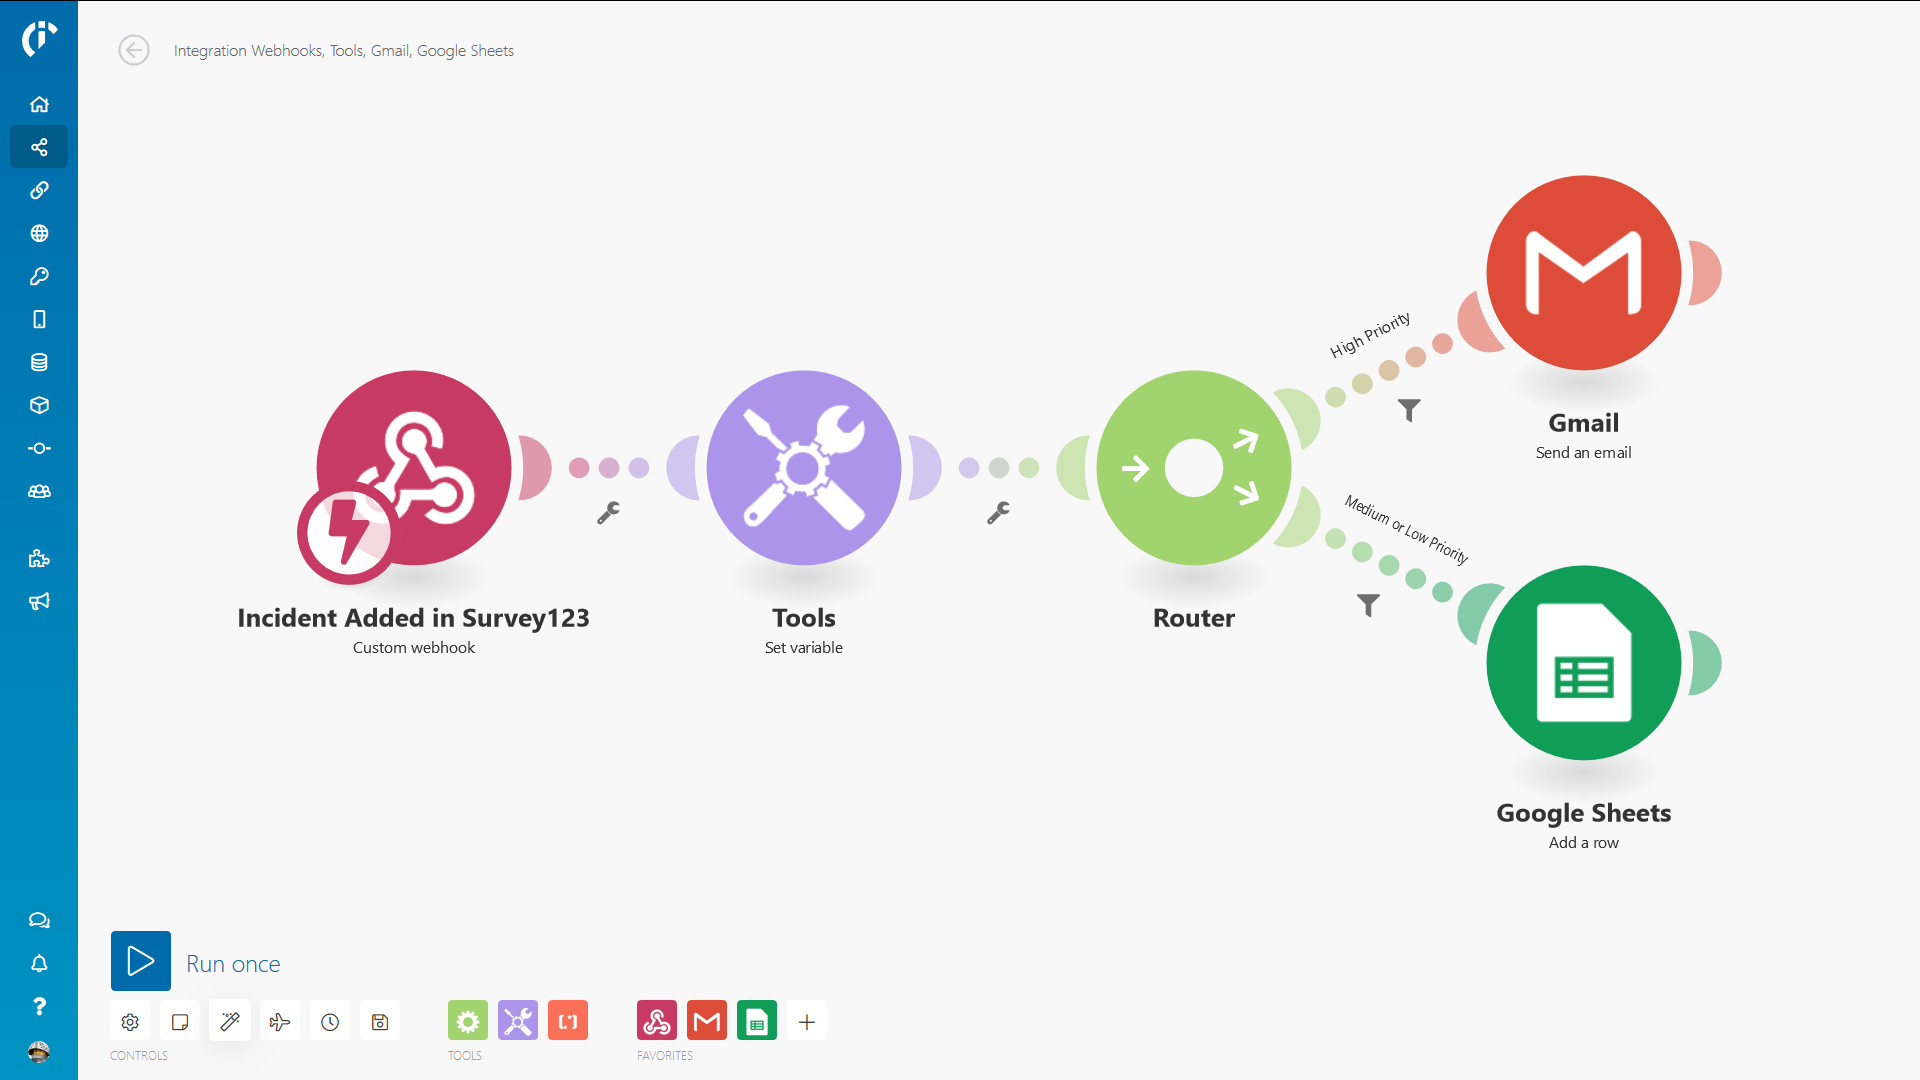 Integration Webhooks, Tools, Gmail, Google Sheets
High Priority
Gmail
Send an email
Medium or Low Priority
Incident Added in Survey123
Custom webhook
Tools
Set variable
Router
Google Sheets
Add a row
Run once
[.*]
CONTROLS
TOOLS
FAVORITES